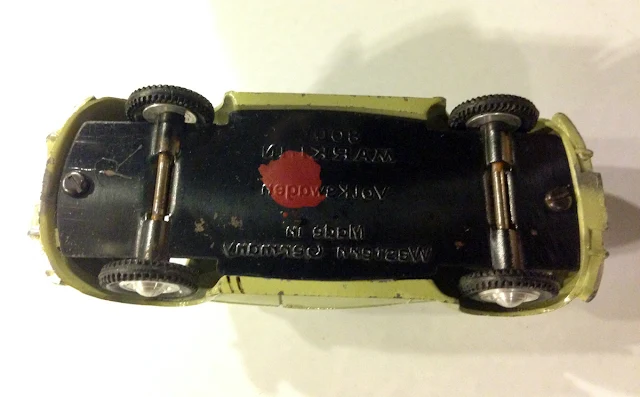 MÄRKLIN
Volkswagen
Made in
Western Germany